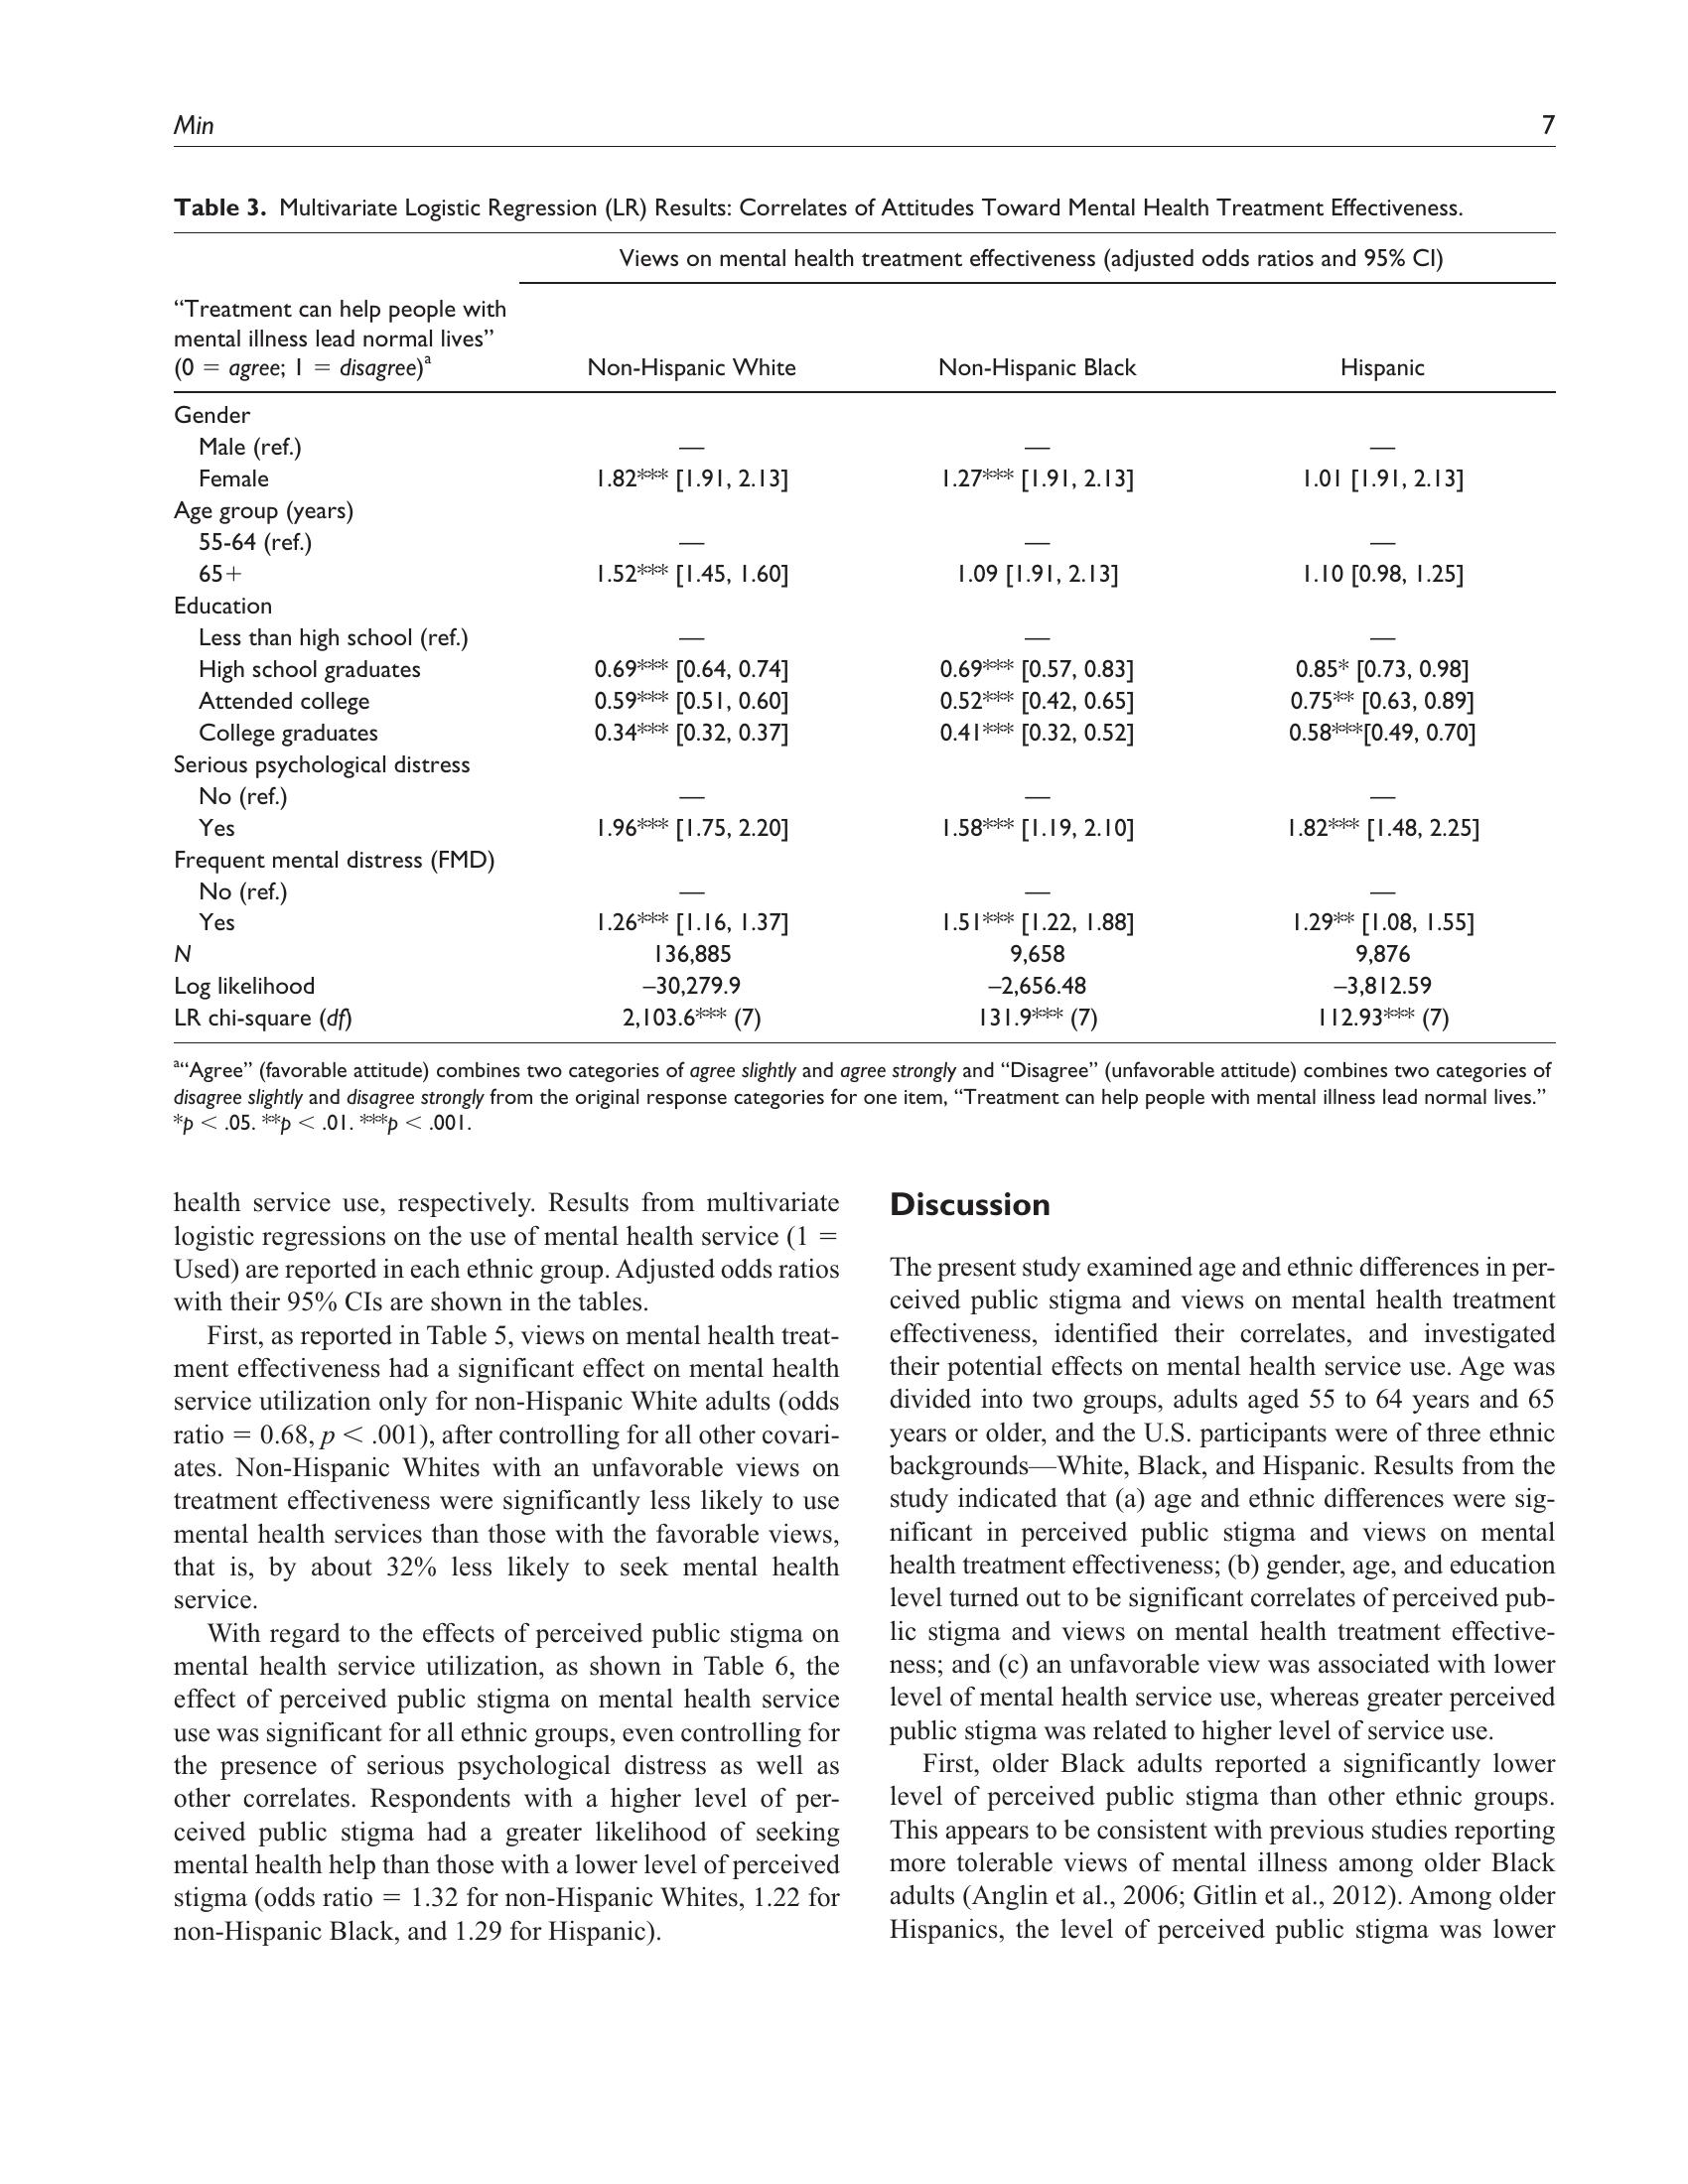 Min 7
Table 3. Multivariate Logistic Regression (LR) Results: Correlates of Attitudes Toward Mental Health Treatment Effectiveness.
Views on mental health treatment effectiveness (adjusted odds ratios and 95% CI)
“Treatment can help people with
mental illness lead normal lives”
(0 = agree; 1 = disagree)a Non-Hispanic White Non-Hispanic Black Hispanic
Gender
Male (ref.) — — —
Female 1.82*** [1.91, 2.13] 1.27*** [1.91, 2.13] 1.01 [1.91, 2.13]
Age group (years)
55-64 (ref.) — — —
65+ 1.52*** [1.45, 1.60] 1.09 [1.91, 2.13] 1.10 [0.98, 1.25]
Education
Less than high school (ref.) — — —
High school graduates 0.69*** [0.64, 0.74] 0.69*** [0.57, 0.83] 0.85* [0.73, 0.98]
Attended college 0.59*** [0.51, 0.60] 0.52*** [0.42, 0.65] 0.75** [0.63, 0.89]
College graduates 0.34*** [0.32, 0.37] 0.41*** [0.32, 0.52] 0.58***[0.49, 0.70]
Serious psychological distress
No (ref.) — — —
Yes 1.96*** [1.75, 2.20] 1.58*** [1.19, 2.10] 1.82*** [1.48, 2.25]
Frequent mental distress (FMD)
No (ref.) — — —
Yes 1.26*** [1.16, 1.37] 1.51*** [1.22, 1.88] 1.29** [1.08, 1.55]
N 136,885 9,658 9,876
Log likelihood –30,279.9 –2,656.48 –3,812.59
LR chi-square (df) 2,103.6*** (7) 131.9*** (7) 112.93*** (7)
a“Agree” (favorable attitude) combines two categories of agree slightly and agree strongly and “Disagree” (unfavorable attitude) combines two categories of
disagree slightly and disagree strongly from the original response categories for one item, “Treatment can help people with mental illness lead normal lives.”
*p < .05. **p < .01. ***p < .001.
health service use, respectively. Results from multivariate
logistic regressions on the use of mental health service (1 =
Used) are reported in each ethnic group. Adjusted odds ratios
with their 95% CIs are shown in the tables.
First, as reported in Table 5, views on mental health treat-
ment effectiveness had a significant effect on mental health
service utilization only for non-Hispanic White adults (odds
ratio = 0.68, p < .001), after controlling for all other covari-
ates. Non-Hispanic Whites with an unfavorable views on
treatment effectiveness were significantly less likely to use
mental health services than those with the favorable views,
that is, by about 32% less likely to seek mental health
service.
With regard to the effects of perceived public stigma on
mental health service utilization, as shown in Table 6, the
effect of perceived public stigma on mental health service
use was significant for all ethnic groups, even controlling for
the presence of serious psychological distress as well as
other correlates. Respondents with a higher level of per-
ceived public stigma had a greater likelihood of seeking
mental health help than those with a lower level of perceived
stigma (odds ratio = 1.32 for non-Hispanic Whites, 1.22 for
non-Hispanic Black, and 1.29 for Hispanic).
Discussion
The present study examined age and ethnic differences in per-
ceived public stigma and views on mental health treatment
effectiveness, identified their correlates, and investigated
their potential effects on mental health service use. Age was
divided into two groups, adults aged 55 to 64 years and 65
years or older, and the U.S. participants were of three ethnic
backgrounds—White, Black, and Hispanic. Results from the
study indicated that (a) age and ethnic differences were sig-
nificant in perceived public stigma and views on mental
health treatment effectiveness; (b) gender, age, and education
level turned out to be significant correlates of perceived pub-
lic stigma and views on mental health treatment effective-
ness; and (c) an unfavorable view was associated with lower
level of mental health service use, whereas greater perceived
public stigma was related to higher level of service use.
First, older Black adults reported a significantly lower
level of perceived public stigma than other ethnic groups.
This appears to be consistent with previous studies reporting
more tolerable views of mental illness among older Black
adults (Anglin et al., 2006; Gitlin et al., 2012). Among older
Hispanics, the level of perceived public stigma was lower